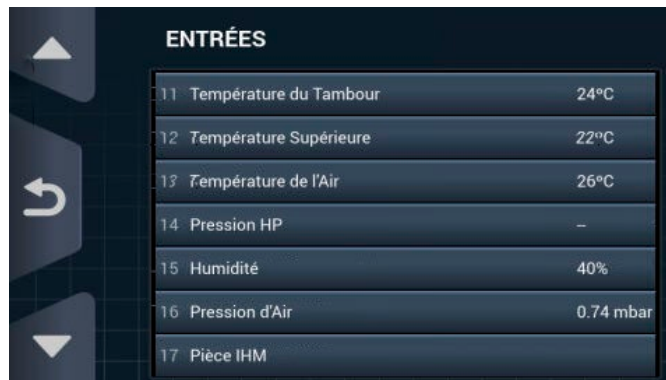 ENTRÉES
11 Température du Tambour 24ºC
12 Température Supérieure 22ºC
13 Température de l'Air 26ºC
14 Pression HP –
15 Humidité 40%
16 Pression d'Air 0.74 mbar
17 Pièce IHM